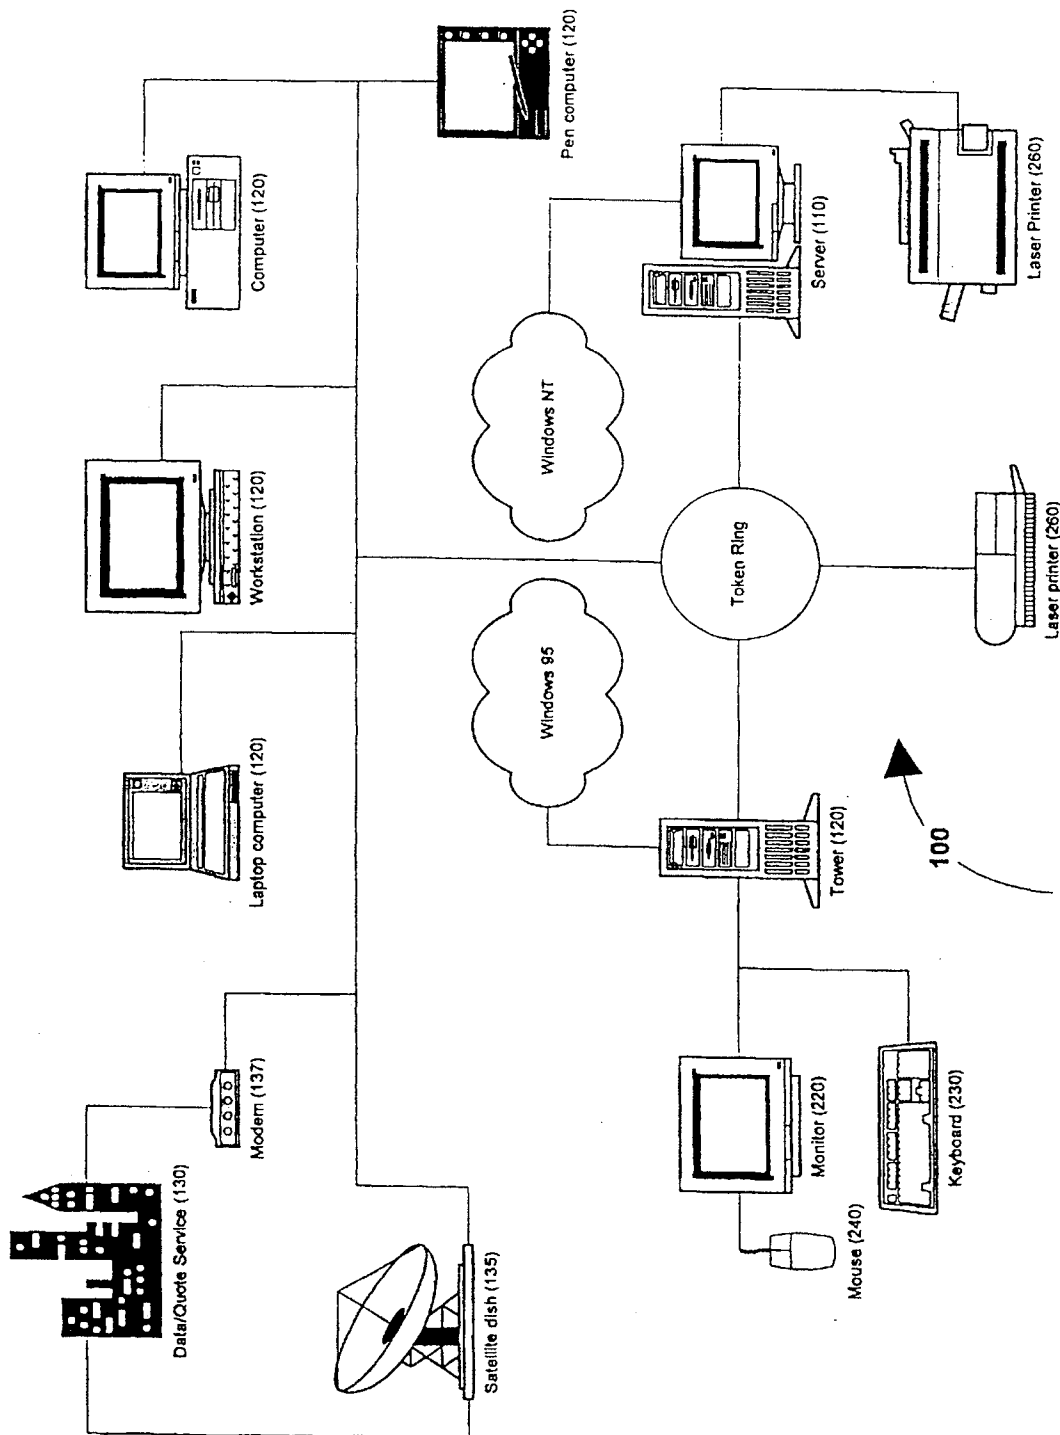 Data/Quote Service (130)
Modem (137)
Laptop computer (120)
Workstation (120)
Computer (120)
Satellite dish (135)
Windows 95
Windows NT
Pen computer (120)
Token Ring
Monitor (220)
Tower (120)
Server (110)
Mouse (240)
Keyboard (230)
100
Laser printer (260)
Laser Printer (260)